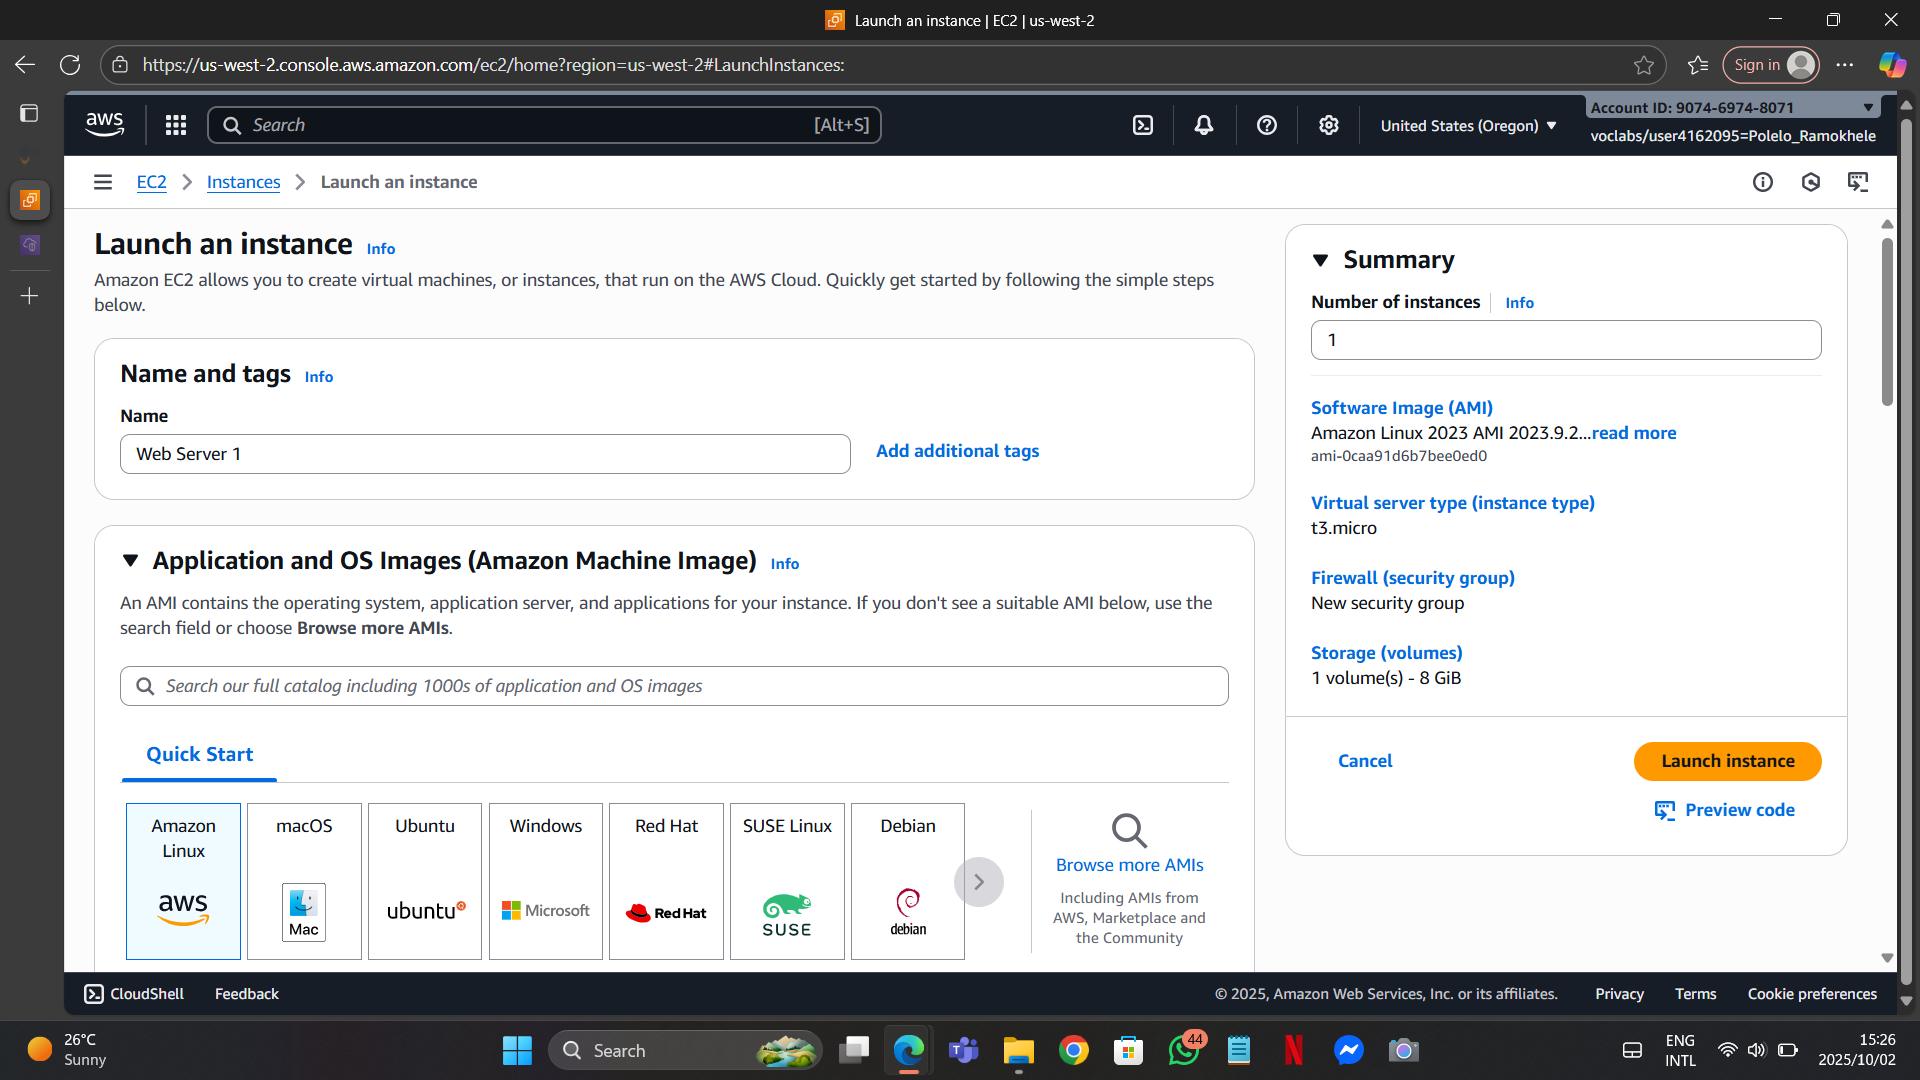 Launch an instance | EC2 | us-west-2
https://us-west-2.console.aws.amazon.com/ec2/home?region=us-west-2#LaunchInstances:
Sign in
aws
Search
[Alt+S]
United States (Oregon)
Account ID: 9074-6974-8071
voclabs/user4162095=Polelo_Ramokhele
EC2
Instances
Launch an instance
Launch an instance Info
Amazon EC2 allows you to create virtual machines, or instances, that run on the AWS Cloud. Quickly get started by following the simple steps
below.
Name and tags Info
Name
Web Server 1
Add additional tags
Application and OS Images (Amazon Machine Image) Info
An AMI contains the operating system, application server, and applications for your instance. If you don't see a suitable AMI below, use the
search field or choose Browse more AMIs.
Search our full catalog including 1000s of application and OS images
Quick Start
Amazon
Linux
aws
macOS
Mac
Ubuntu
ubuntu
Windows
Microsoft
Red Hat
Red Hat
SUSE Linux
SUSE
Debian
debian
Browse more AMIs
Including AMIs from
AWS, Marketplace and
the Community
Summary
Number of instances
Info
1
Software Image (AMI)
Amazon Linux 2023 AMI 2023.9.2...read more
ami-0caa91d6b7bee0ed0
Virtual server type (instance type)
t3.micro
Firewall (security group)
New security group
Storage (volumes)
1 volume(s) - 8 GiB
Cancel
Launch instance
Preview code
CloudShell
Feedback
© 2025, Amazon Web Services, Inc. or its affiliates.
Privacy
Terms
Cookie preferences
26°C
Sunny
Search
44
ENG
INTL
15:26
2025/10/02